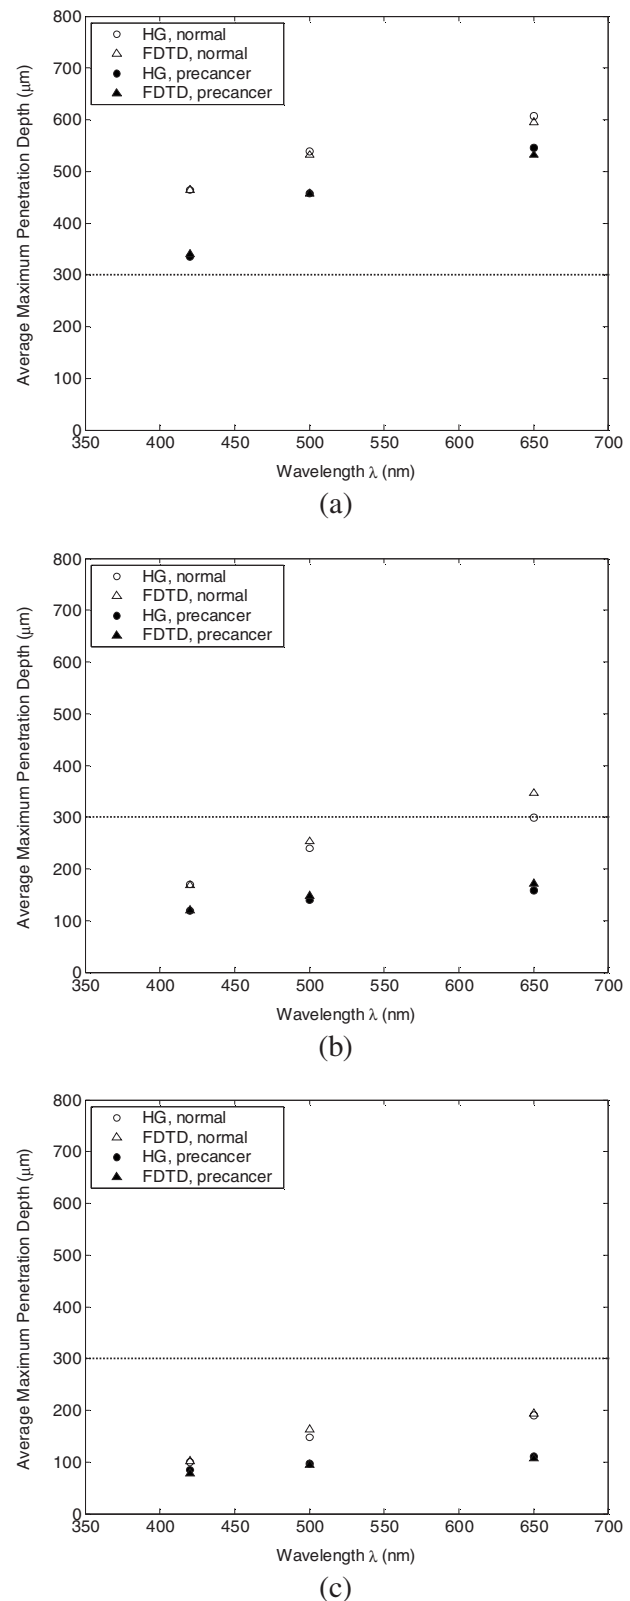 800
700
600
500
400
300
200
100
0
350
400
450
500
550
600
650
700
Average Maximum Penetration Depth (μm)
Wavelength λ (nm)
HG, normal
FDTD, normal
HG, precancer
FDTD, precancer
(a)
800
700
600
500
400
300
200
100
0
350
400
450
500
550
600
650
700
Average Maximum Penetration Depth (μm)
Wavelength λ (nm)
HG, normal
FDTD, normal
HG, precancer
FDTD, precancer
(b)
800
700
600
500
400
300
200
100
0
350
400
450
500
550
600
650
700
Average Maximum Penetration Depth (μm)
Wavelength λ (nm)
HG, normal
FDTD, normal
HG, precancer
FDTD, precancer
(c)